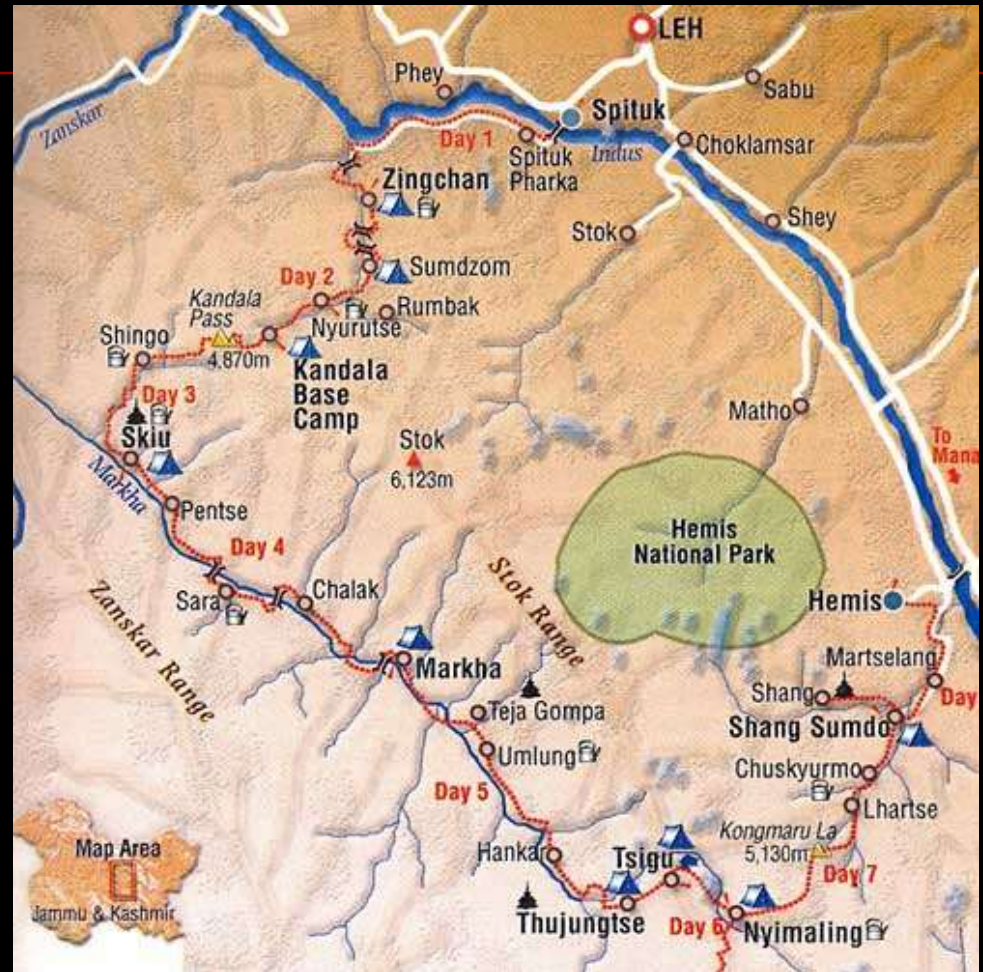 LEH
Phey
Sabu
Spituk
Zanskar
Day 1
Indus
Choklamsar
Spituk
Pharka
Zingchan
Shey
Stok
Sumdzom
Day 2
Kandala
Pass
Rumbak
Nyurutse
Shingo
4,870m
Kandala
Base
Camp
Day 3
Matho
Skiu
Stok
6,123m
To
Mana
Markha
Pentse
Hemis
National Park
Day 4
Stok Range
Zanskar Range
Sara
Chalak
Hemis
Markha
Martselang
Shang
Day
Teja Gompa
Shang Sumdo
Umlung
Chuskyurmo
Day 5
Lhartse
Kongmaru La
5,130m
Map Area
Hankar
Tsigu
Day 7
Jammu & Kashmir
Thujungtse
Day 6
Nyimaling